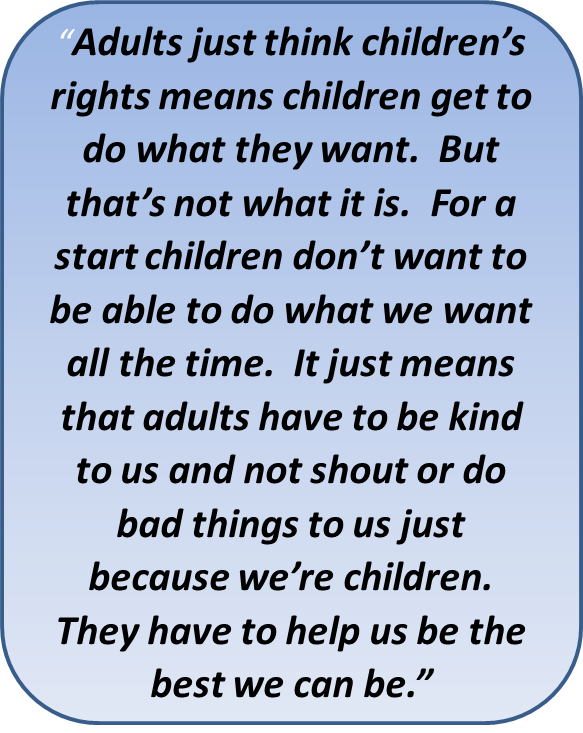 “Adults just think children’s
rights means children get to
do what they want.  But
that’s not what it is.  For a
start children don’t want to
be able to do what we want
all the time.  It just means
that adults have to be kind
to us and not shout or do
bad things to us just
because we’re children.
They have to help us be the
best we can be.”